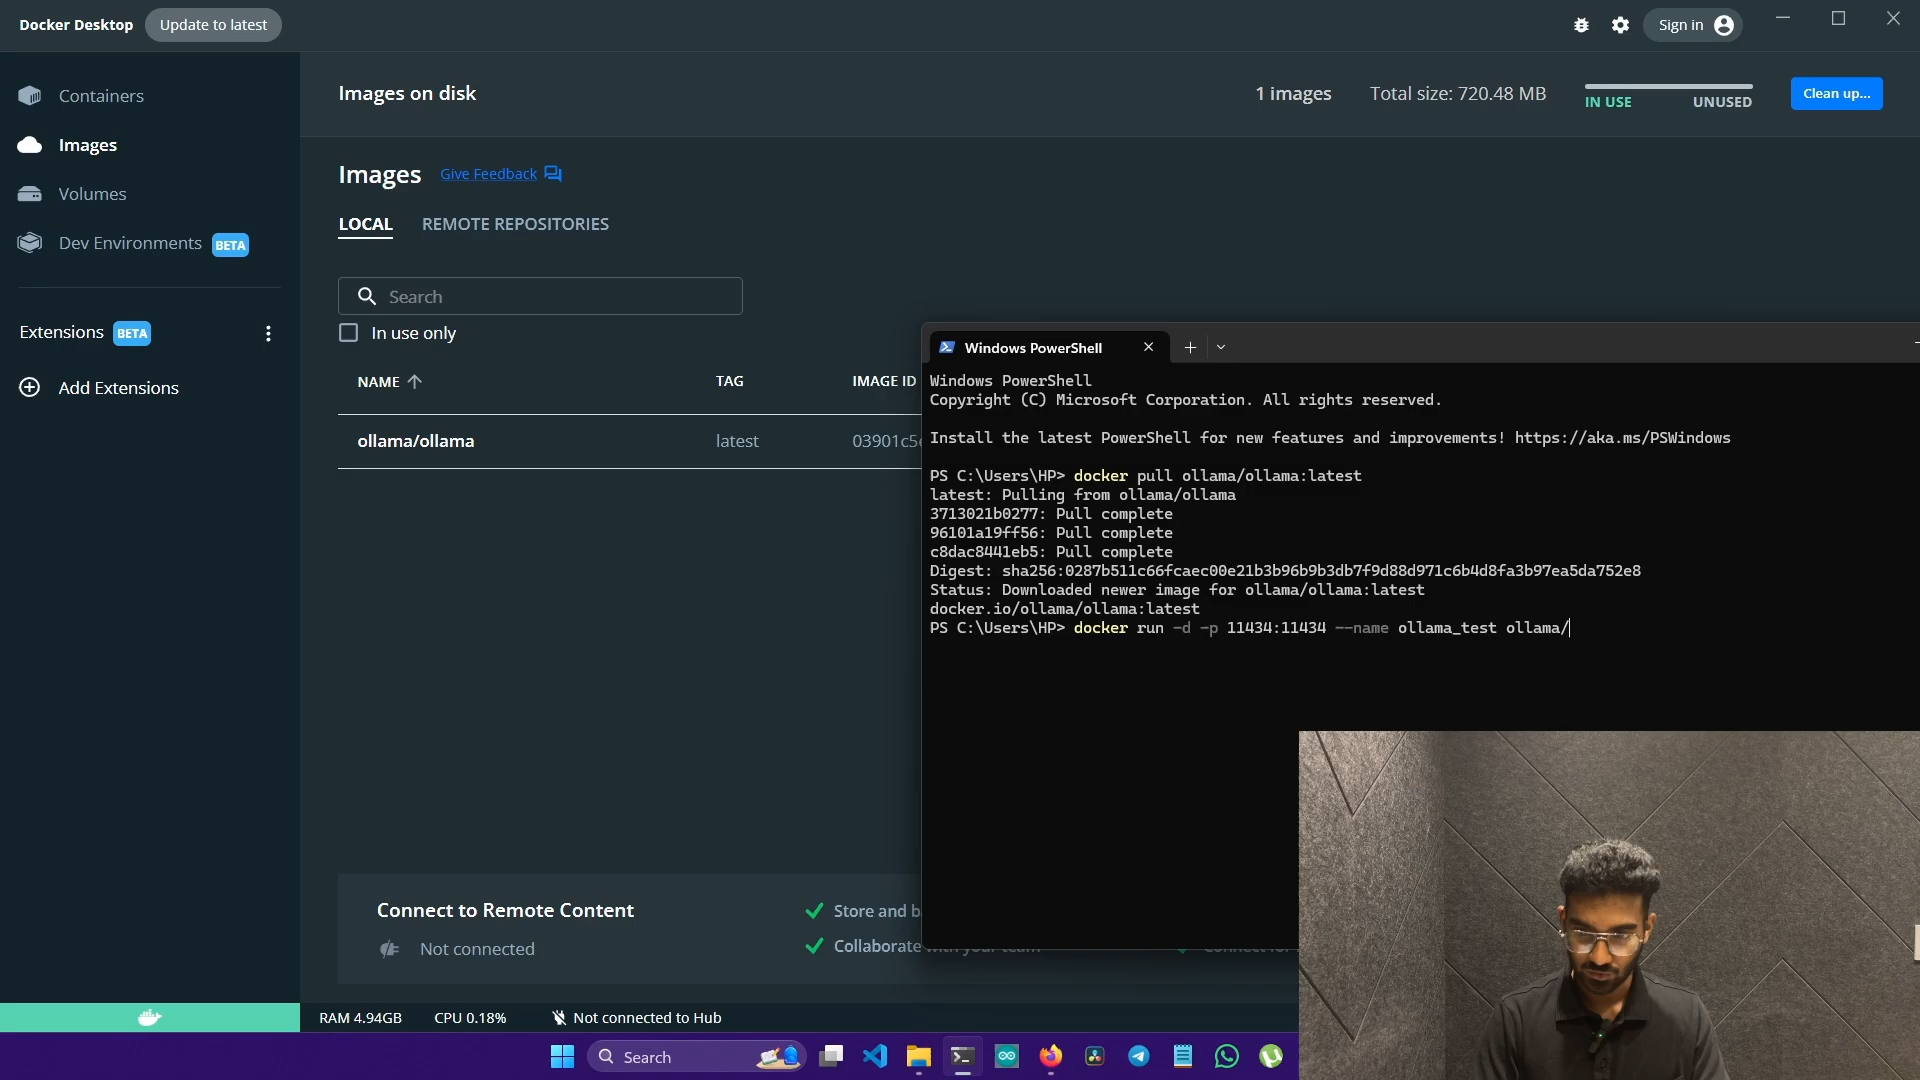 Docker Desktop
Update to latest
Sign in
Containers
Images
Volumes
Dev Environments BETA
Extensions BETA
Add Extensions
Images on disk
1 images
Total size: 720.48 MB
IN USE
UNUSED
Clean up...
Images
Give Feedback
LOCAL
REMOTE REPOSITORIES
Search
In use only
NAME
TAG
IMAGE ID
ollama/ollama
latest
Windows PowerShell
Windows PowerShell
Copyright (C) Microsoft Corporation. All rights reserved.
Install the latest PowerShell for new features and improvements! https://aka.ms/PSWindows
PS C:\Users\HP> docker pull ollama/ollama:latest
latest: Pulling from ollama/ollama
3713021b0277: Pull complete
96101a19ff56: Pull complete
c8dac8441eb5: Pull complete
Digest: sha256:0287b511c66fcaec00e21b3b96b9b3db7f9d88d971c6b4d8fa3b97ea5da752e8
Status: Downloaded newer image for ollama/ollama:latest
docker.io/ollama/ollama:latest
PS C:\Users\HP> docker run -d -p 11434:11434 --name ollama_test ollama/
Connect to Remote Content
Not connected
Store and
Collaborate with your team
RAM 4.94GB
CPU 0.18%
Not connected to Hub
Search